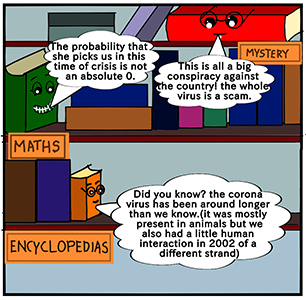 The probability that
she picks us in this
time of crisis is not
an absolute 0.
This is all a big
conspiracy against
the country! the whole
virus is a scam.
MYSTERY
MATHS
Did you know? the corona
virus has been around longer
than we know.(it was mostly
present in animals but we
also had a little human
interaction in 2002 of a
different strand)
ENCYCLOPEDIAS